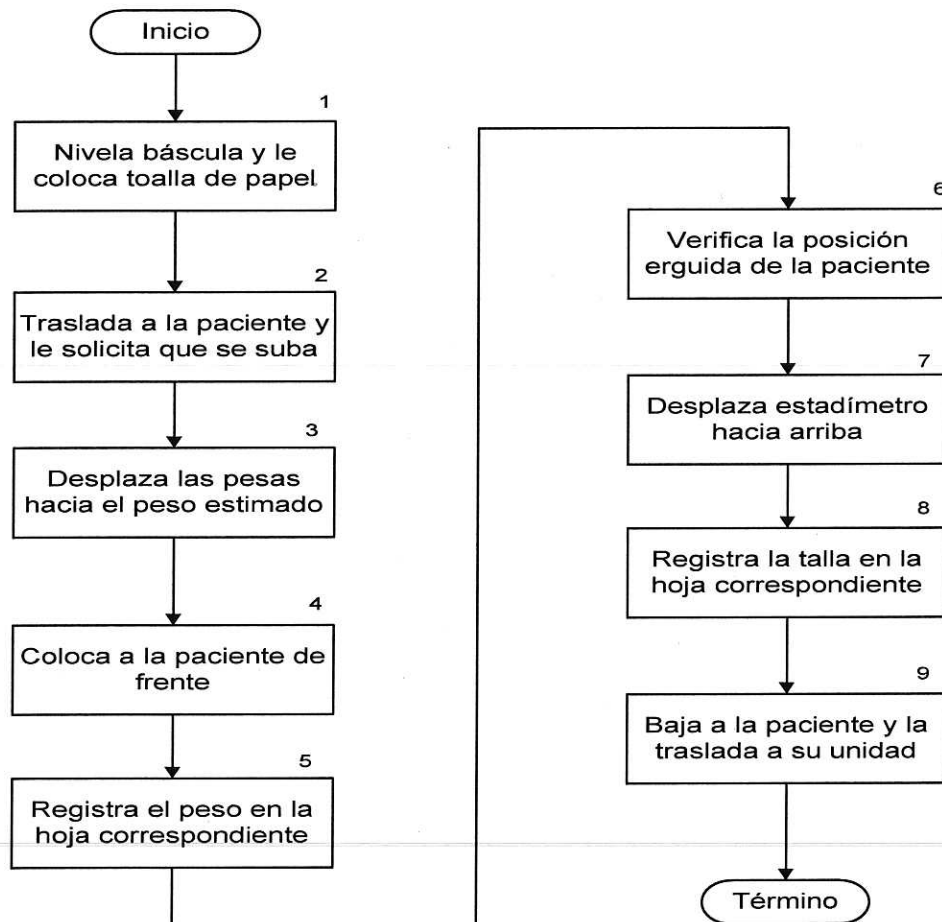 Inicio
1
Nivela báscula y le
coloca toalla de papel.
2
Traslada a la paciente y
le solicita que se suba
3
Desplaza las pesas
hacia el peso estimado
4
Coloca a la paciente de
frente
5
Registra el peso en la
hoja correspondiente
6
Verifica la posición
erguida de la paciente
7
Desplaza estadímetro
hacia arriba
8
Registra la talla en la
hoja correspondiente
9
Baja a la paciente y la
traslada a su unidad
Término